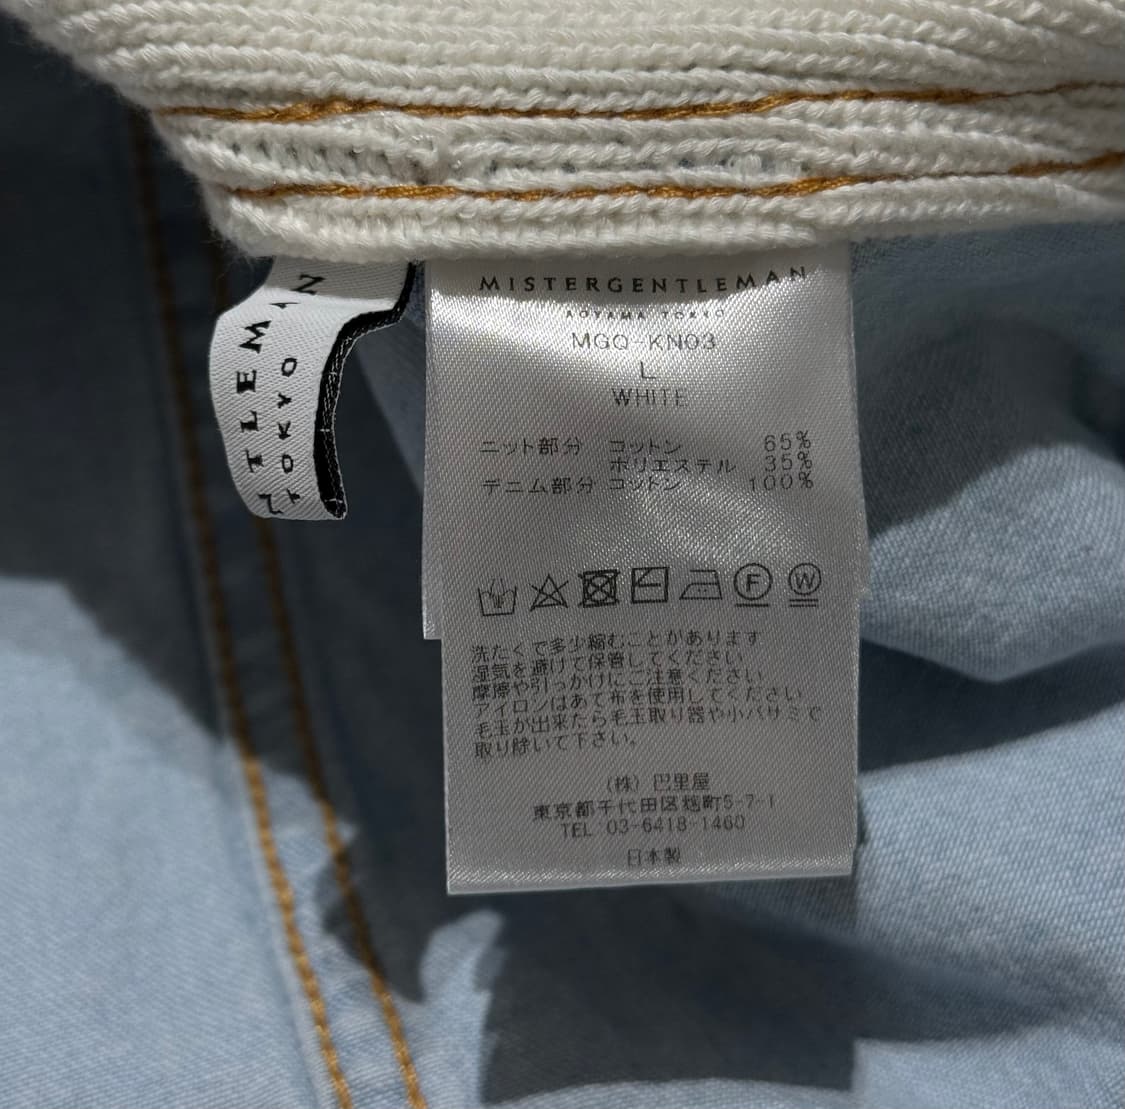 MISTERGENTLEMAN
AOYAMA TOKYO
MGQ-KN03
L
WHITE
ニット部分 コットン 65%
ポリエステル 35%
デニム部分 コットン 100%
F W
洗たくで多少縮むことがあります
湿気を避けて保管してください
摩擦や引っかけにご注意ください
アイロンはあて布を使用してください
毛玉が出来たら毛玉取り器や小バサミで
取り除いて下さい。
(株) 巴里屋
東京都千代田区麹町5-7-1
TEL 03-6418-1460
日本製
TLEMAN
TOKYO